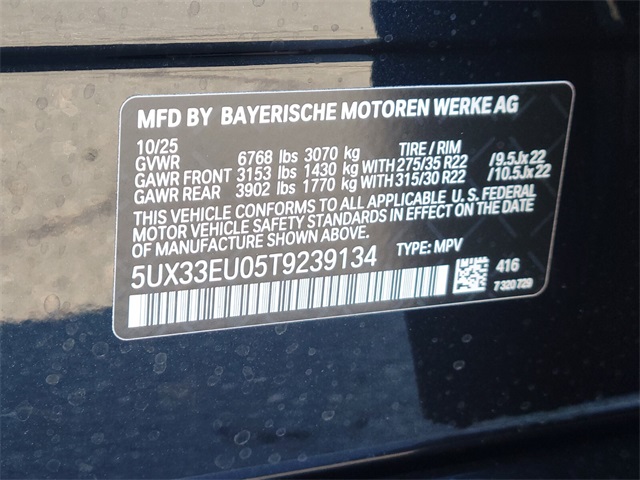 MFD BY BAYERISCHE MOTOREN WERKE AG
10/25
GVWR 6768 lbs 3070 kg TIRE / RIM
GAWR FRONT 3153 lbs 1430 kg WITH 275/35 R22 /9.5Jx22
GAWR REAR 3902 lbs 1770 kg WITH 315/30 R22 /10.5Jx22
THIS VEHICLE CONFORMS TO ALL APPLICABLE U.S. FEDERAL
MOTOR VEHICLE SAFETY STANDARDS IN EFFECT ON THE DATE
OF MANUFACTURE SHOWN ABOVE.
5UX33EU05T9239134 TYPE: MPV
416
7320729